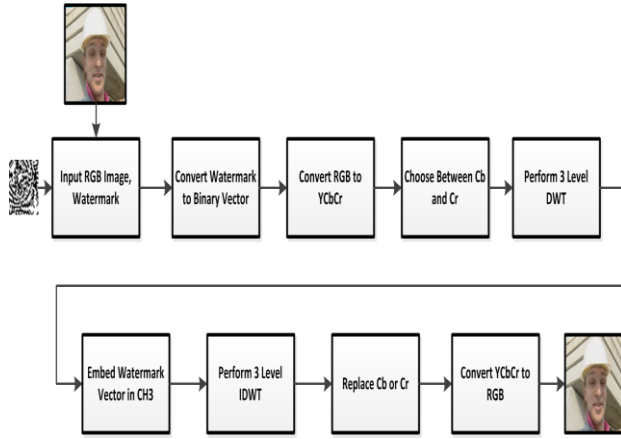 Input RGB Image,
Watermark
Convert Watermark
to Binary Vector
Convert RGB to
YCbCr
Choose Between Cb
and Cr
Perform 3 Level
DWT
Embed Watermark
Vector in CH3
Perform 3 Level
IDWT
Replace Cb or Cr
Convert YCbCr to
RGB